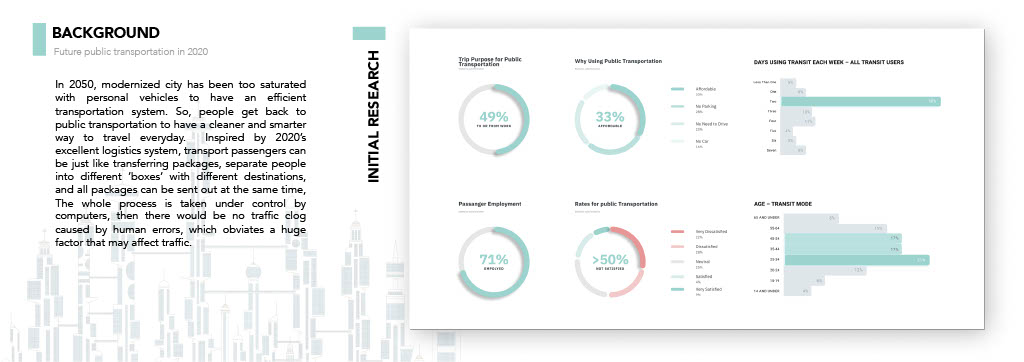 BACKGROUND
Future public transportation in 2020
In 2050, modernized city has been too saturated
with personal vehicles to have an efficient
transportation system. So, people get back to
public transportation to have a cleaner and smarter
way to travel everyday. Inspired by 2020's
excellent logistics system, transport passengers can
be just like transferring packages, separate people
into different 'boxes' with different destinations,
and all packages can be sent out at the same time,
The whole process is taken under control by
computers, then there would be no traffic clog
caused by human errors, which obviates a huge
factor that may affect traffic.
INITIAL RESEARCH
Trip Purpose for Public
Transportation
49%
TO OR FROM WORK
Why Using Public Transportation
33%
AFFORDABLE
Affordable
No Parking
No Need to Drive
No Car
DAYS USING TRANSIT EACH WEEK – ALL TRANSIT USERS
Less Than One
One
Two
Three
Four
Five
Six
Seven
Passanger Employment
71%
EMPOLYED
Rates for public Transportation
>50%
NOT SATISFIED
Very Dissatisfied
Dissatisfied
Neutral
Satisfied
Very Satisfied
AGE – TRANSIT MODE
65 AND UNDER
55-64
45-54
35-44
25-34
20-24
15-19
14 AND UNDER